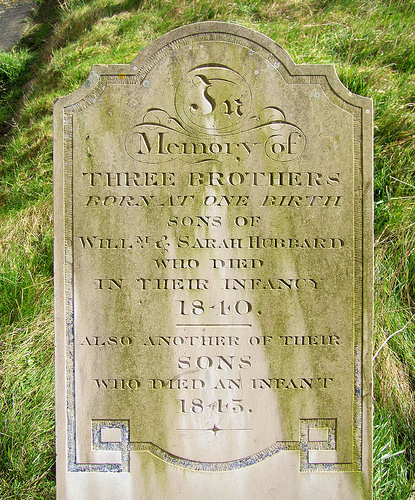 In
Memory of
THREE BROTHERS
BORN AT ONE BIRTH
SONS OF
WILLM & SARAH HUBBARD
WHO DIED
IN THEIR INFANCY
1840.
ALSO ANOTHER OF THEIR
SONS
WHO DIED AN INFANT
1843.